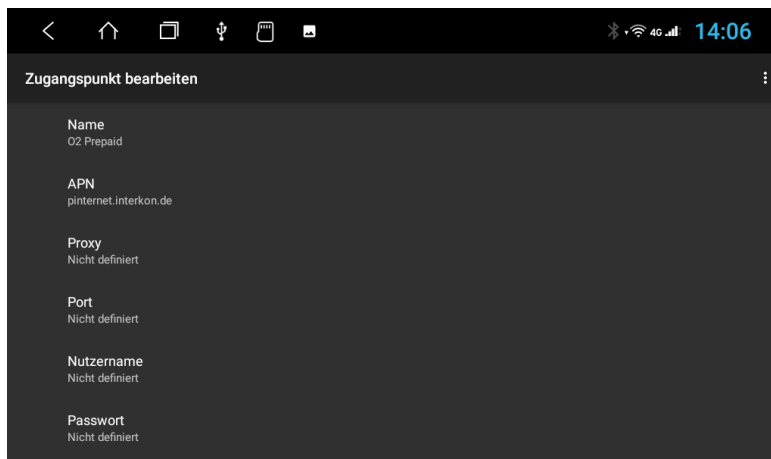 4G 14:06
Zugangspunkt bearbeiten
Name
O2 Prepaid
APN
pinternet.interkon.de
Proxy
Nicht definiert
Port
Nicht definiert
Nutzername
Nicht definiert
Passwort
Nicht definiert